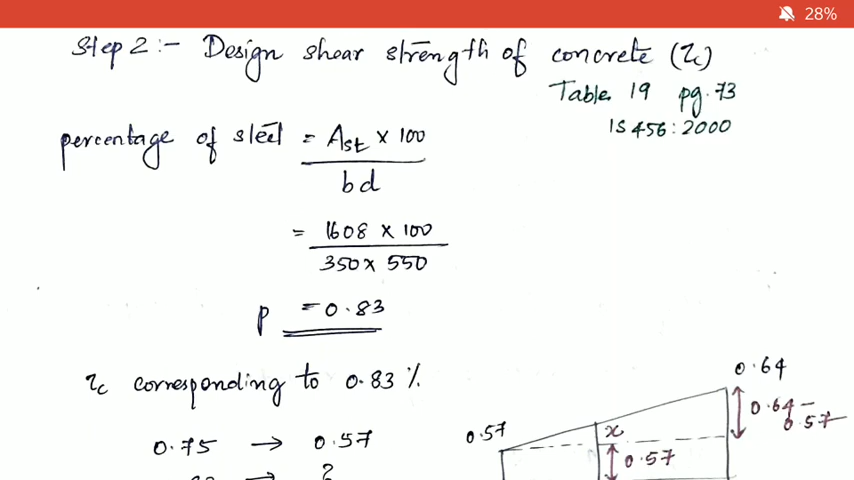 28%
Step 2:- Design shear strength of concrete (τc)
Table 19 pg.73
IS 456:2000
percentage of steel = Ast × 100
bd
= 1608 × 100
350 × 550
p = 0.83
τc corresponding to 0.83 %
0.64
0.64-
0.57
0.75 → 0.57
0.57
x
0.57
→ ?